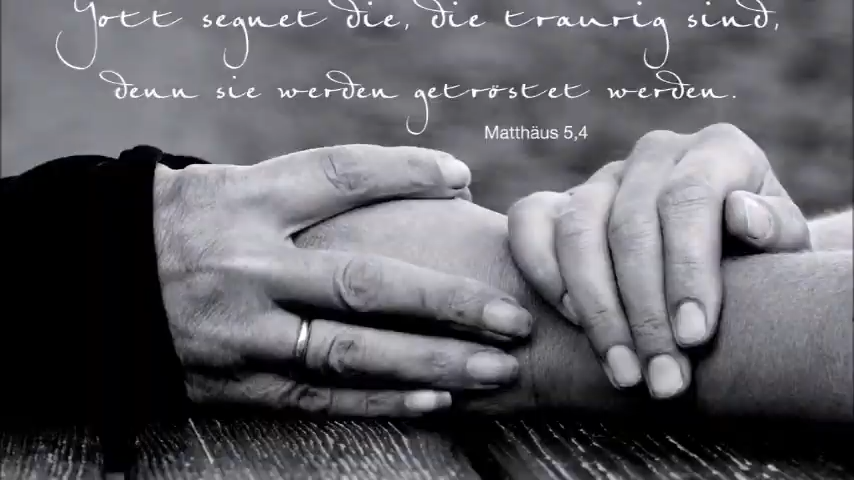 Gott segnet die, die traurig sind,
denn sie werden getröstet werden.
Matthäus 5,4